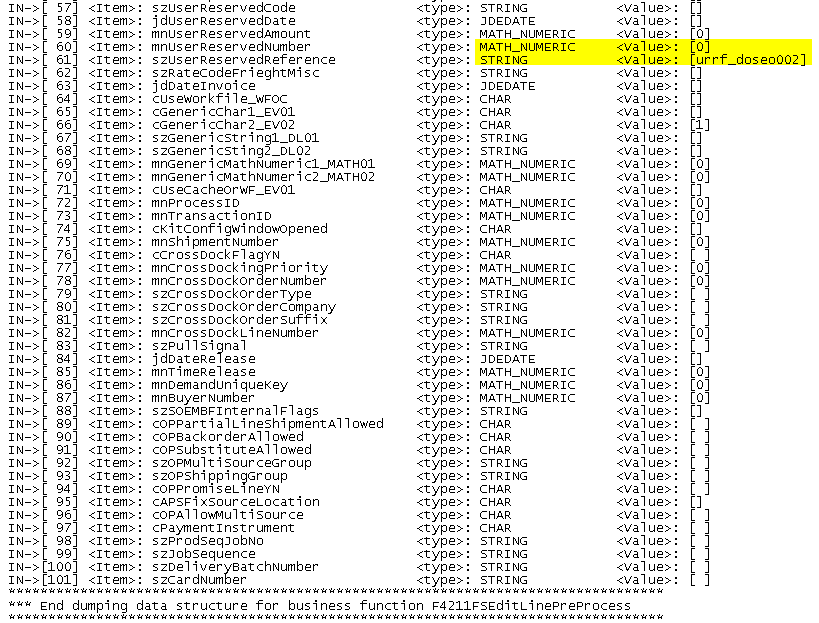 IN->[ 57] <Item>: szUserReservedCode <type>: STRING <Value>: []
IN->[ 58] <Item>: jdUserReservedDate <type>: JDEDATE <Value>: []
IN->[ 59] <Item>: mnUserReservedAmount <type>: MATH_NUMERIC <Value>: [0]
IN->[ 60] <Item>: mnUserReservedNumber <type>: MATH_NUMERIC <Value>: [0]
IN->[ 61] <Item>: szUserReservedReference <type>: STRING <Value>: [urrf_doseo002]
IN->[ 62] <Item>: szRateCodeFrieghtMisc <type>: STRING <Value>: []
IN->[ 63] <Item>: jdDateInvoice <type>: JDEDATE <Value>: []
IN->[ 64] <Item>: cUseWorkfile_WFOC <type>: CHAR <Value>: []
IN->[ 65] <Item>: cGenericChar1_EV01 <type>: CHAR <Value>: []
IN->[ 66] <Item>: cGenericChar2_EV02 <type>: CHAR <Value>: [1]
IN->[ 67] <Item>: szGenericString1_DL01 <type>: STRING <Value>: []
IN->[ 68] <Item>: szGenericSting2_DL02 <type>: STRING <Value>: []
IN->[ 69] <Item>: mnGenericMathNumeric1_MATH01 <type>: MATH_NUMERIC <Value>: [0]
IN->[ 70] <Item>: mnGenericMathNumeric2_MATH02 <type>: MATH_NUMERIC <Value>: [0]
IN->[ 71] <Item>: cUseCacheOrWF_EV01 <type>: CHAR <Value>: []
IN->[ 72] <Item>: mnProcessID <type>: MATH_NUMERIC <Value>: [0]
IN->[ 73] <Item>: mnTransactionID <type>: MATH_NUMERIC <Value>: [0]
IN->[ 74] <Item>: cKitConfigWindowOpened <type>: CHAR <Value>: []
IN->[ 75] <Item>: mnShipmentNumber <type>: MATH_NUMERIC <Value>: [0]
IN->[ 76] <Item>: cCrossDockFlagYN <type>: CHAR <Value>: [ ]
IN->[ 77] <Item>: mnCrossDockingPriority <type>: MATH_NUMERIC <Value>: [0]
IN->[ 78] <Item>: mnCrossDockOrderNumber <type>: MATH_NUMERIC <Value>: [0]
IN->[ 79] <Item>: szCrossDockOrderType <type>: STRING <Value>: [ ]
IN->[ 80] <Item>: szCrossDockOrderCompany <type>: STRING <Value>: [ ]
IN->[ 81] <Item>: szCrossDockOrderSuffix <type>: STRING <Value>: [ ]
IN->[ 82] <Item>: mnCrossDockLineNumber <type>: MATH_NUMERIC <Value>: [0]
IN->[ 83] <Item>: szPullSignal <type>: STRING <Value>: [ ]
IN->[ 84] <Item>: jdDateRelease <type>: JDEDATE <Value>: []
IN->[ 85] <Item>: mnTimeRelease <type>: MATH_NUMERIC <Value>: [0]
IN->[ 86] <Item>: mnDemandUniqueKey <type>: MATH_NUMERIC <Value>: [0]
IN->[ 87] <Item>: mnBuyerNumber <type>: MATH_NUMERIC <Value>: [0]
IN->[ 88] <Item>: szSOEMBFInternalFlags <type>: STRING <Value>: []
IN->[ 89] <Item>: cOPPartialLineShipmentAllowed <type>: CHAR <Value>: [ ]
IN->[ 90] <Item>: cOPBackorderAllowed <type>: CHAR <Value>: [ ]
IN->[ 91] <Item>: cOPSubstituteAllowed <type>: CHAR <Value>: [ ]
IN->[ 92] <Item>: szOPMultiSourceGroup <type>: STRING <Value>: [ ]
IN->[ 93] <Item>: szOPShippingGroup <type>: STRING <Value>: [ ]
IN->[ 94] <Item>: cOPPromiseLineYN <type>: CHAR <Value>: [ ]
IN->[ 95] <Item>: cAPSFixSourceLocation <type>: CHAR <Value>: []
IN->[ 96] <Item>: cOPAllowMultiSource <type>: CHAR <Value>: [ ]
IN->[ 97] <Item>: cPaymentInstrument <type>: CHAR <Value>: [ ]
IN->[ 98] <Item>: szProdSeqJobNo <type>: STRING <Value>: [ ]
IN->[ 99] <Item>: szJobSequence <type>: STRING <Value>: [ ]
IN->[100] <Item>: szDeliveryBatchNumber <type>: STRING <Value>: [ ]
IN->[101] <Item>: szCardNumber <type>: STRING <Value>: [ ]
**********************************************************************************
*** End dumping data structure for business function F4211FSEditLinePreProcess
**********************************************************************************